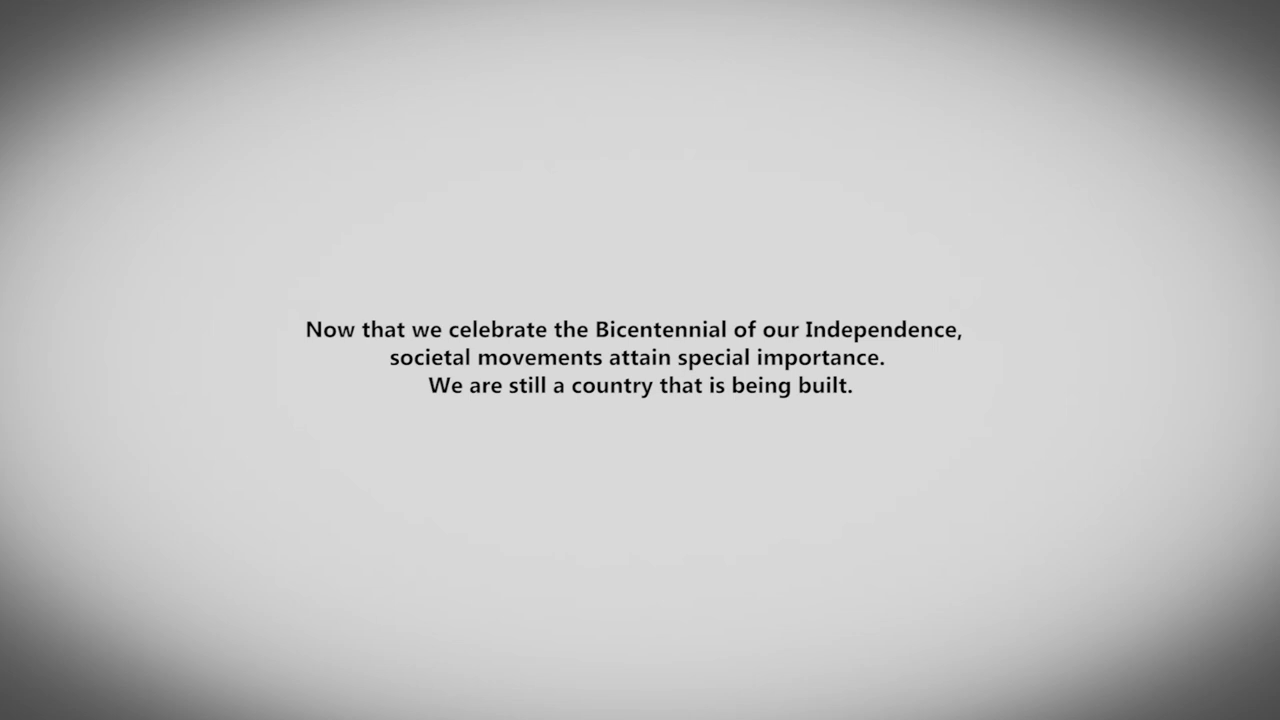 Now that we celebrate the Bicentennial of our Independence,
societal movements attain special importance.
We are still a country that is being built.